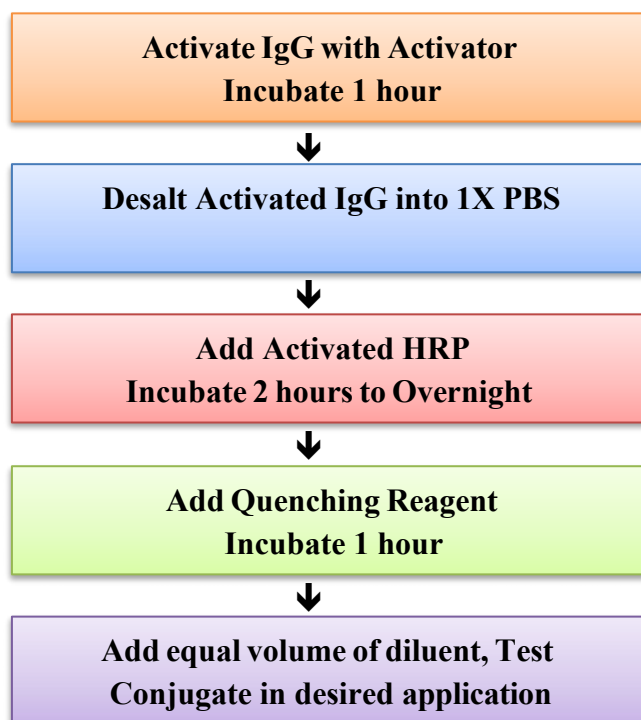 Activate IgG with Activator
Incubate 1 hour
Desalt Activated IgG into 1X PBS
Add Activated HRP
Incubate 2 hours to Overnight
Add Quenching Reagent
Incubate 1 hour
Add equal volume of diluent, Test
Conjugate in desired application